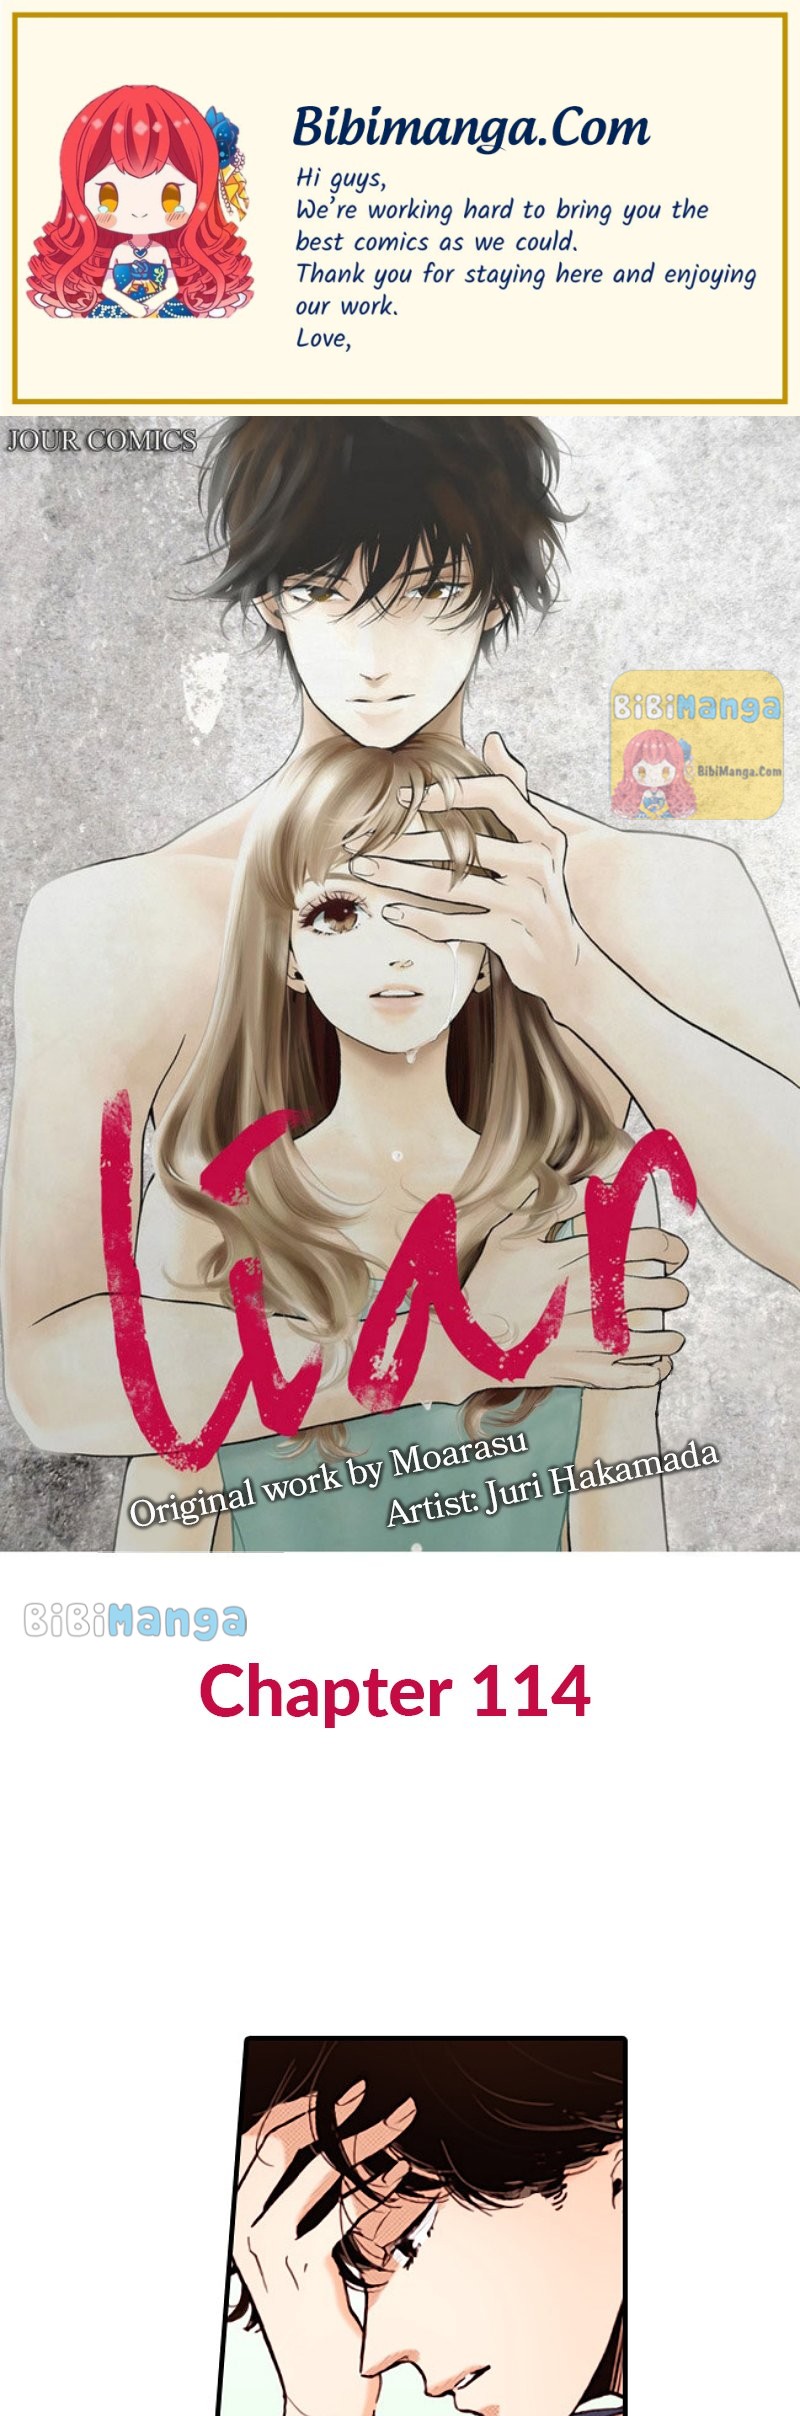 Bibimanga.Com
Hi guys,
We're working hard to bring you the
best comics as we could.
Thank you for staying here and enjoying
our work.
Love,
JOUR COMICS
BiBiManga
BibiManga.Com
liar
Original work by Moarasu
Artist: Juri Hakamada
BiBiManga
Chapter 114